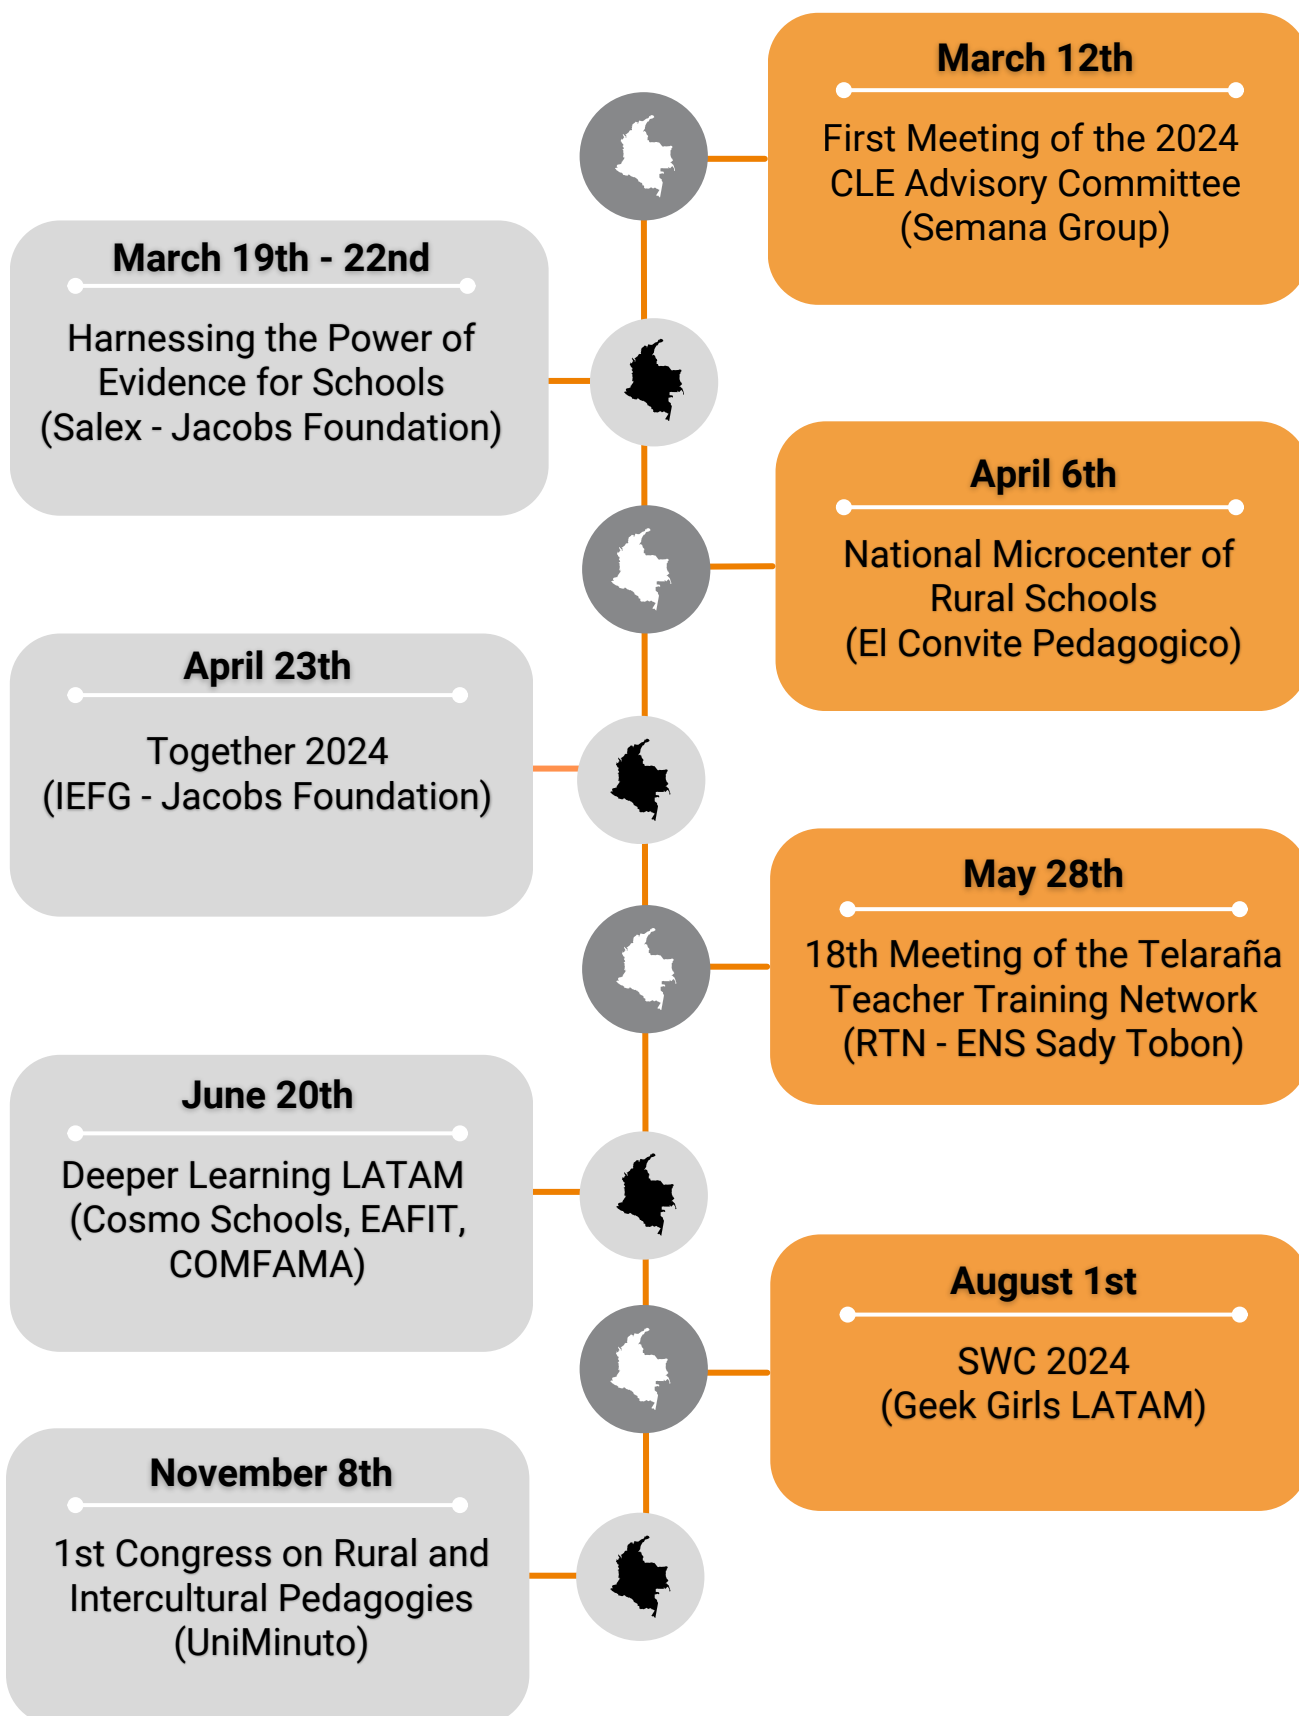 March 12th
First Meeting of the 2024
CLE Advisory Committee
(Semana Group)
March 19th - 22nd
Harnessing the Power of
Evidence for Schools
(Salex - Jacobs Foundation)
April 6th
National Microcenter of
Rural Schools
(El Convite Pedagogico)
April 23th
Together 2024
(IEFG - Jacobs Foundation)
May 28th
18th Meeting of the Telaraña
Teacher Training Network
(RTN - ENS Sady Tobon)
June 20th
Deeper Learning LATAM
(Cosmo Schools, EAFIT,
COMFAMA)
August 1st
SWC 2024
(Geek Girls LATAM)
November 8th
1st Congress on Rural and
Intercultural Pedagogies
(UniMinuto)